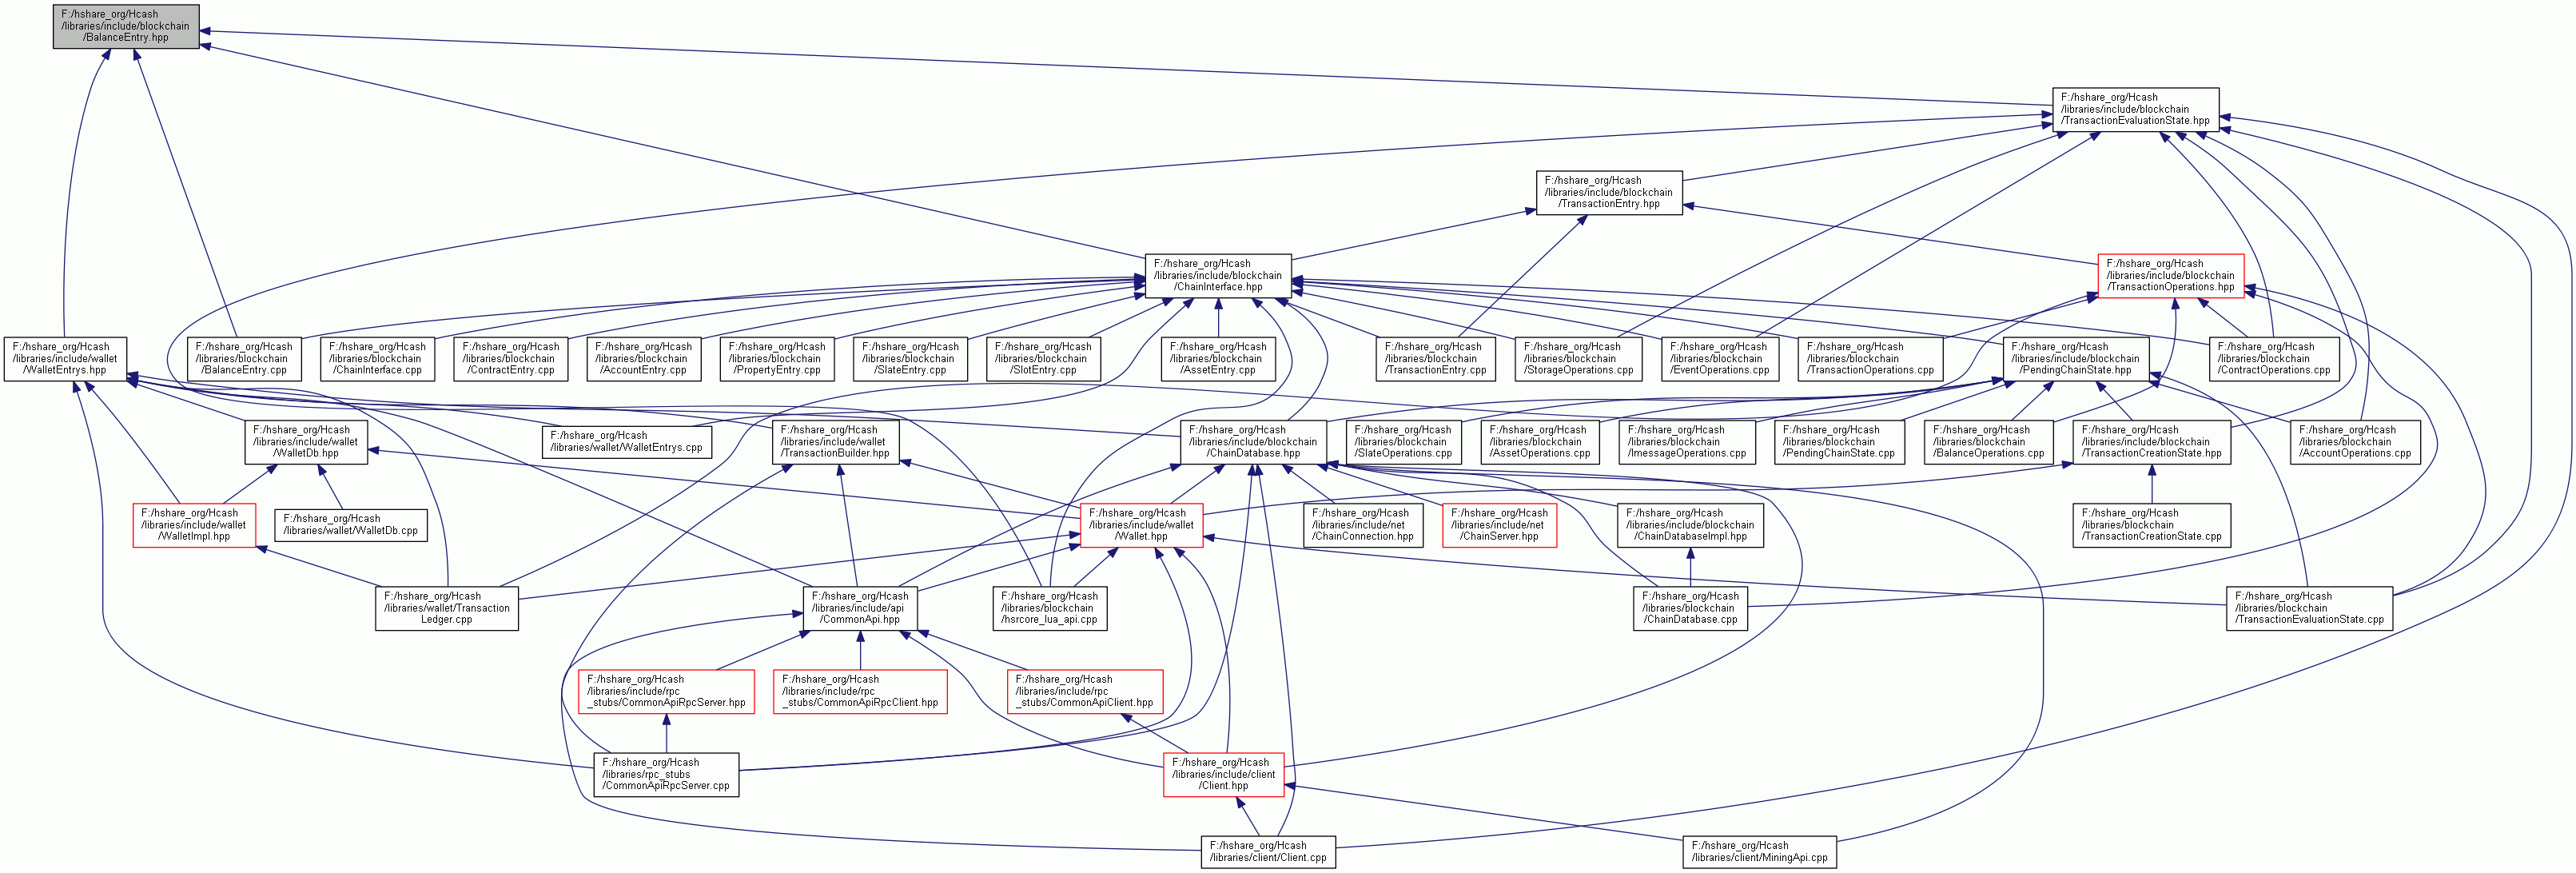 F:/hshare_org/Hcash
/libraries/include/blockchain
/BalanceEntry.hpp
F:/hshare_org/Hcash
/libraries/include/blockchain
/TransactionEvaluationState.hpp
F:/hshare_org/Hcash
/libraries/include/blockchain
/TransactionEntry.hpp
F:/hshare_org/Hcash
/libraries/include/blockchain
/ChainInterface.hpp
F:/hshare_org/Hcash
/libraries/include/blockchain
/TransactionOperations.hpp
F:/hshare_org/Hcash
/libraries/include/wallet
/WalletEntrys.hpp
F:/hshare_org/Hcash
/libraries/blockchain
/BalanceEntry.cpp
F:/hshare_org/Hcash
/libraries/blockchain
/ChainInterface.cpp
F:/hshare_org/Hcash
/libraries/blockchain
/ContractEntry.cpp
F:/hshare_org/Hcash
/libraries/blockchain
/AccountEntry.cpp
F:/hshare_org/Hcash
/libraries/blockchain
/PropertyEntry.cpp
F:/hshare_org/Hcash
/libraries/blockchain
/SlateEntry.cpp
F:/hshare_org/Hcash
/libraries/blockchain
/SlotEntry.cpp
F:/hshare_org/Hcash
/libraries/blockchain
/AssetEntry.cpp
F:/hshare_org/Hcash
/libraries/blockchain
/TransactionEntry.cpp
F:/hshare_org/Hcash
/libraries/blockchain
/StorageOperations.cpp
F:/hshare_org/Hcash
/libraries/blockchain
/EventOperations.cpp
F:/hshare_org/Hcash
/libraries/blockchain
/TransactionOperations.cpp
F:/hshare_org/Hcash
/libraries/include/blockchain
/PendingChainState.hpp
F:/hshare_org/Hcash
/libraries/blockchain
/ContractOperations.cpp
F:/hshare_org/Hcash
/libraries/include/wallet
/WalletDb.hpp
F:/hshare_org/Hcash
/libraries/wallet/WalletEntrys.cpp
F:/hshare_org/Hcash
/libraries/include/wallet
/TransactionBuilder.hpp
F:/hshare_org/Hcash
/libraries/include/blockchain
/ChainDatabase.hpp
F:/hshare_org/Hcash
/libraries/blockchain
/SlateOperations.cpp
F:/hshare_org/Hcash
/libraries/blockchain
/AssetOperations.cpp
F:/hshare_org/Hcash
/libraries/blockchain
/ImessageOperations.cpp
F:/hshare_org/Hcash
/libraries/blockchain
/PendingChainState.cpp
F:/hshare_org/Hcash
/libraries/blockchain
/BalanceOperations.cpp
F:/hshare_org/Hcash
/libraries/include/blockchain
/TransactionCreationState.hpp
F:/hshare_org/Hcash
/libraries/blockchain
/AccountOperations.cpp
F:/hshare_org/Hcash
/libraries/include/wallet
/WalletImpl.hpp
F:/hshare_org/Hcash
/libraries/wallet/WalletDb.cpp
F:/hshare_org/Hcash
/libraries/include/wallet
/Wallet.hpp
F:/hshare_org/Hcash
/libraries/include/net
/ChainConnection.hpp
F:/hshare_org/Hcash
/libraries/include/net
/ChainServer.hpp
F:/hshare_org/Hcash
/libraries/include/blockchain
/ChainDatabaseImpl.hpp
F:/hshare_org/Hcash
/libraries/blockchain
/TransactionCreationState.cpp
F:/hshare_org/Hcash
/libraries/wallet/Transaction
Ledger.cpp
F:/hshare_org/Hcash
/libraries/include/api
/CommonApi.hpp
F:/hshare_org/Hcash
/libraries/blockchain
/hsrcore_lua_api.cpp
F:/hshare_org/Hcash
/libraries/blockchain
/ChainDatabase.cpp
F:/hshare_org/Hcash
/libraries/blockchain
/TransactionEvaluationState.cpp
F:/hshare_org/Hcash
/libraries/include/rpc
_stubs/CommonApiRpcServer.hpp
F:/hshare_org/Hcash
/libraries/include/rpc
_stubs/CommonApiRpcClient.hpp
F:/hshare_org/Hcash
/libraries/include/rpc
_stubs/CommonApiClient.hpp
F:/hshare_org/Hcash
/libraries/rpc_stubs
/CommonApiRpcServer.cpp
F:/hshare_org/Hcash
/libraries/include/client
/Client.hpp
F:/hshare_org/Hcash
/libraries/client/Client.cpp
F:/hshare_org/Hcash
/libraries/client/MiningApi.cpp